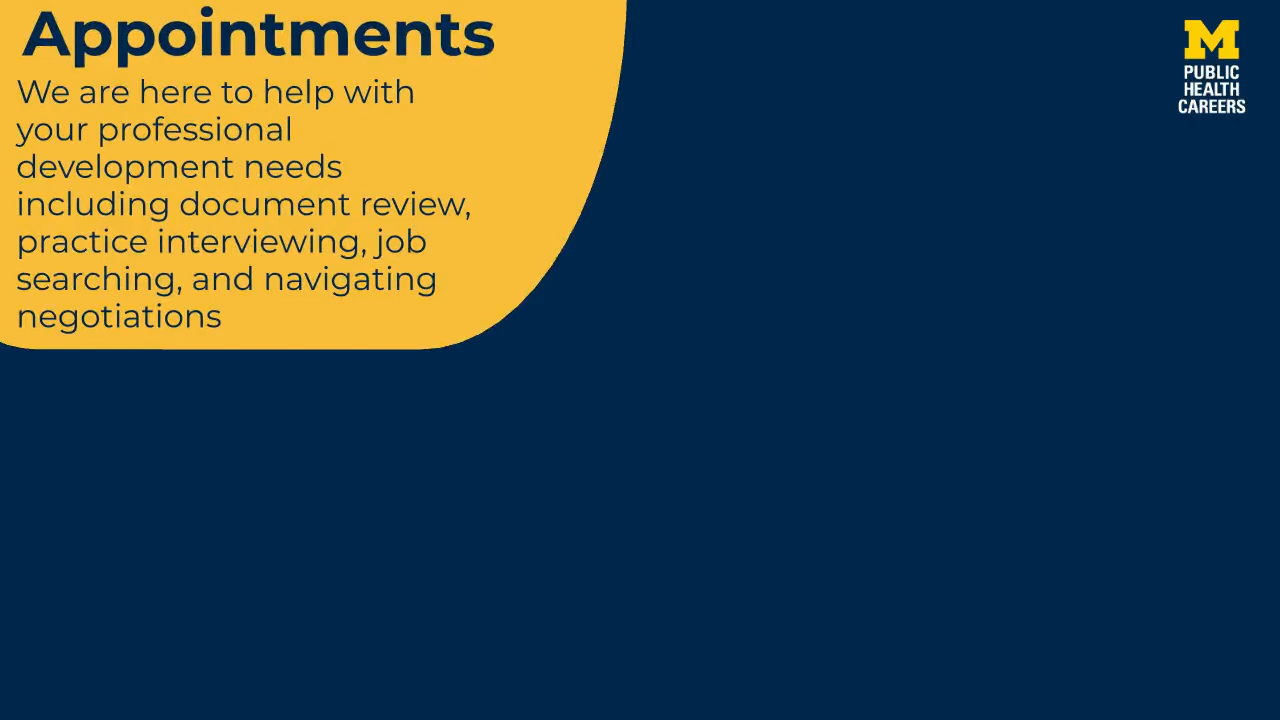 Appointments
We are here to help with
your professional
development needs
including document review,
practice interviewing, job
searching, and navigating
negotiations
M
PUBLIC
HEALTH
CAREERS